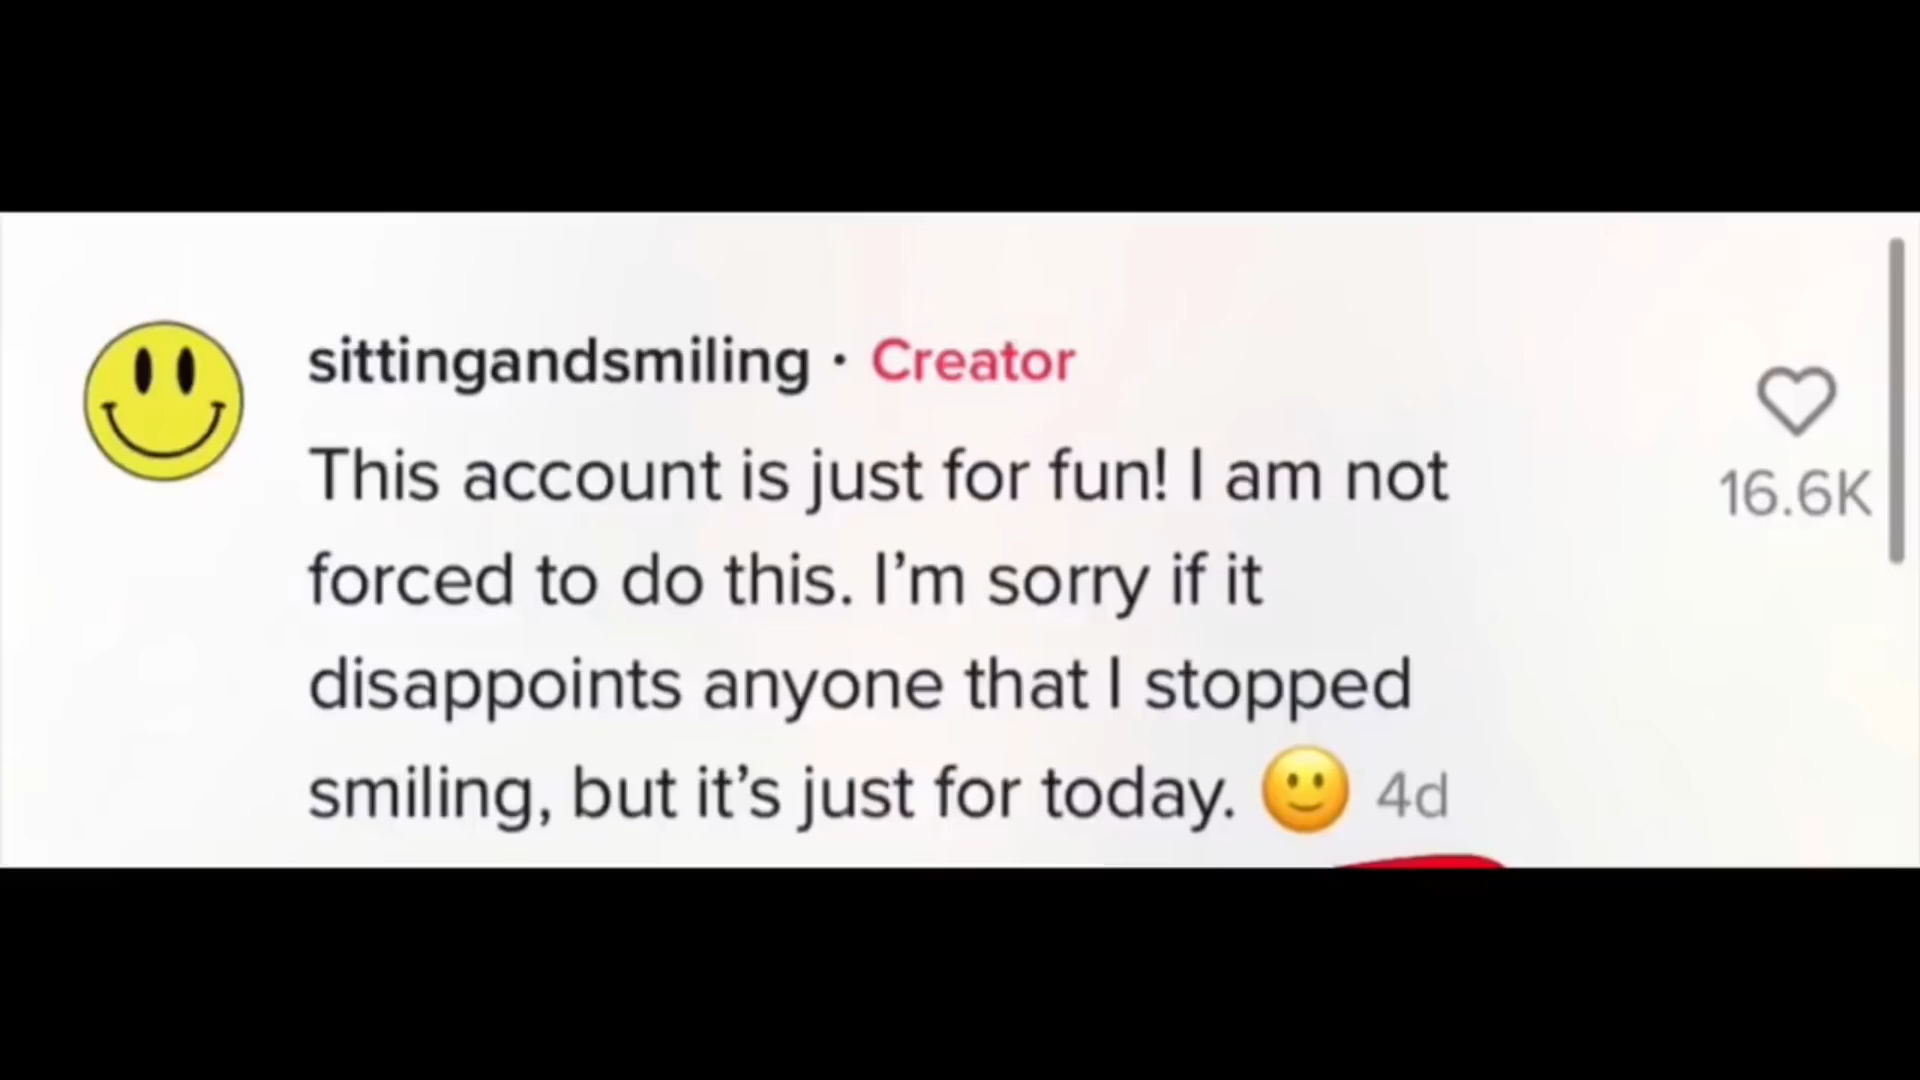 sittingandsmiling · Creator
This account is just for fun! I am not
forced to do this. I’m sorry if it
disappoints anyone that I stopped
smiling, but it’s just for today. 🙂 4d
16.6K